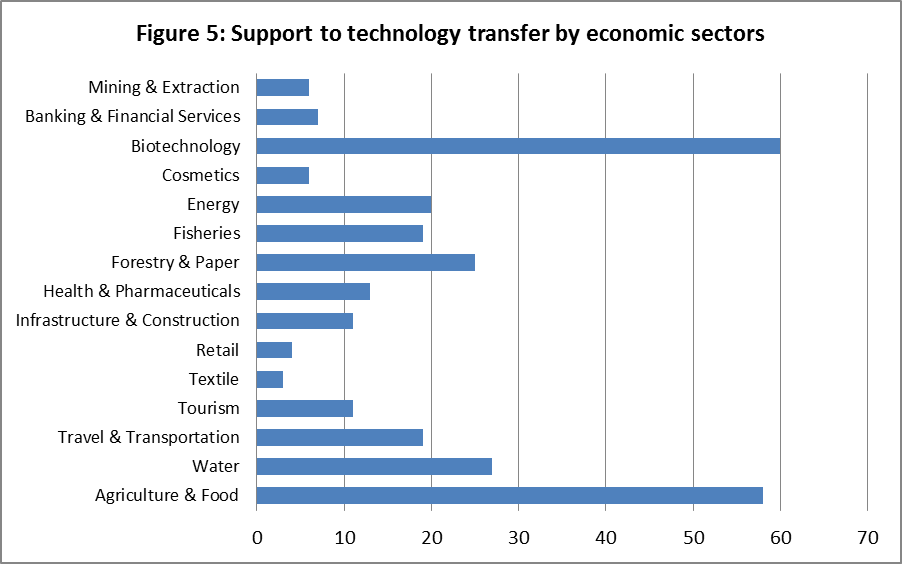 Figure 5: Support to technology transfer by economic sectors
Mining & Extraction
Banking & Financial Services
Biotechnology
Cosmetics
Energy
Fisheries
Forestry & Paper
Health & Pharmaceuticals
Infrastructure & Construction
Retail
Textile
Tourism
Travel & Transportation
Water
Agriculture & Food
0 10 20 30 40 50 60 70